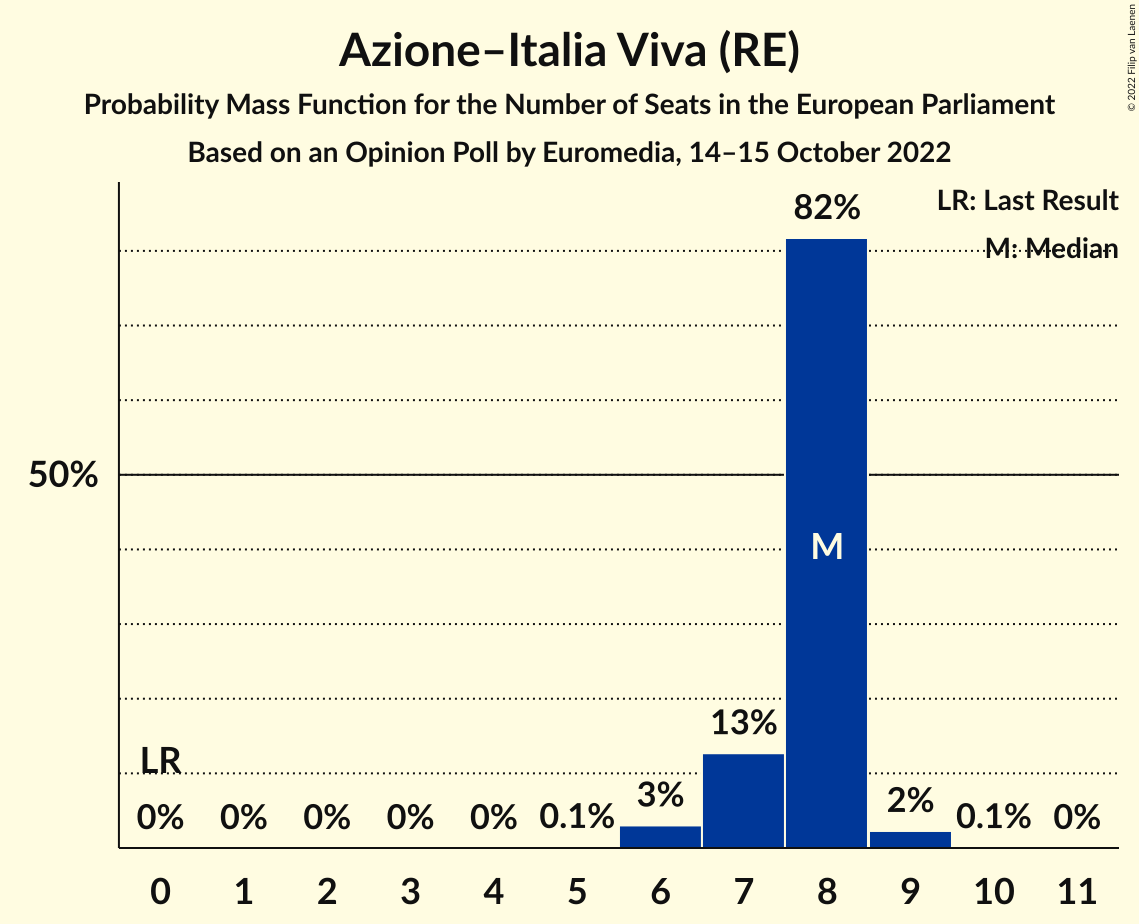 Azione–Italia Viva (RE)
Probability Mass Function for the Number of Seats in the European Parliament
Based on an Opinion Poll by Euromedia, 14–15 October 2022
© 2022 Filip van Laenen
LR: Last Result
M: Median
82%
50%
M
13%
LR
3%
2%
0% 0% 0% 0% 0% 0.1% 0.1% 0%
0 1 2 3 4 5 6 7 8 9 10 11